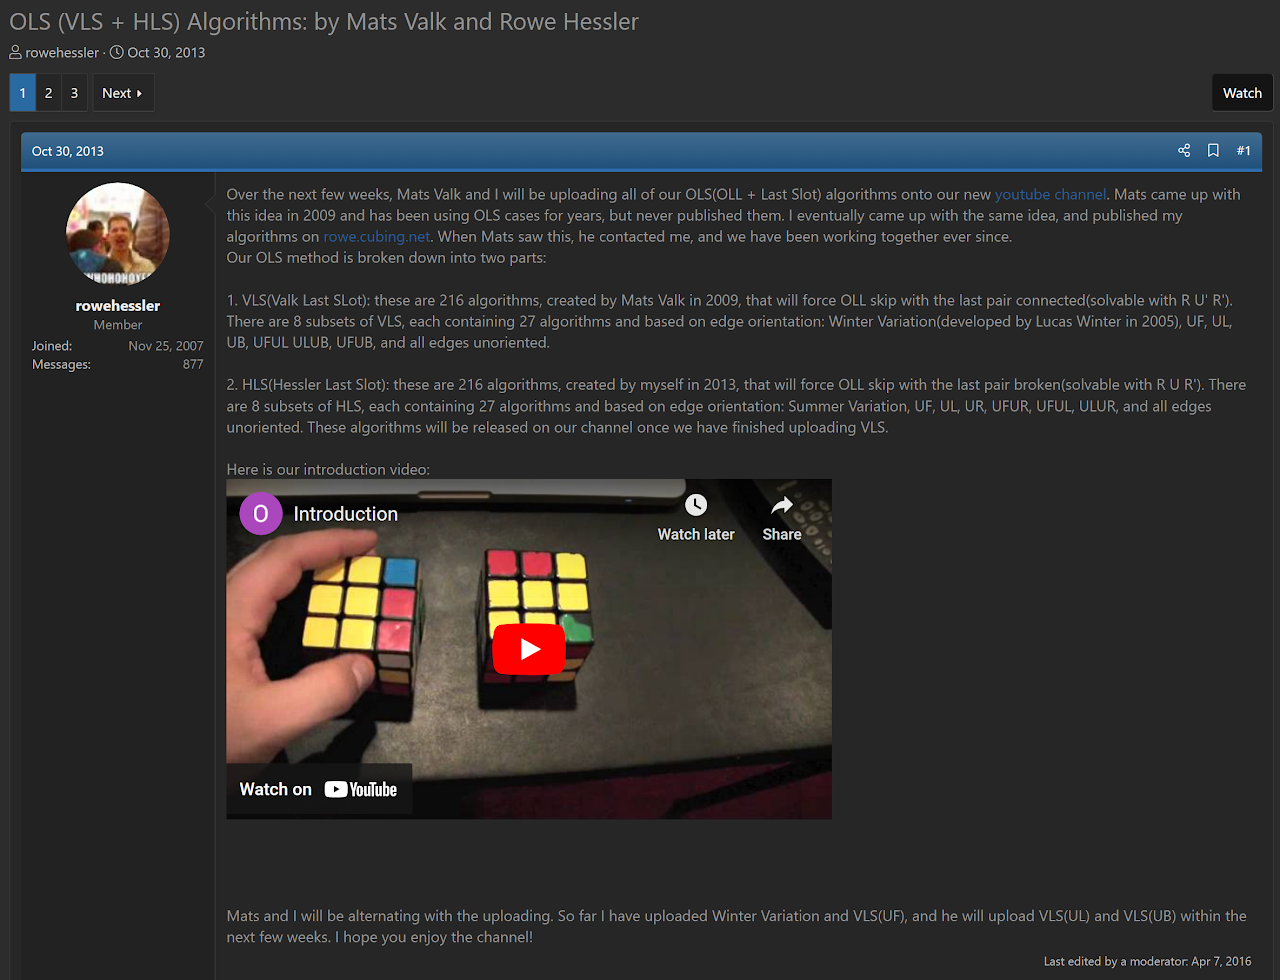 OLS (VLS + HLS) Algorithms: by Mats Valk and Rowe Hessler
rowehessler · Oct 30, 2013
1 2 3 Next
Watch
Oct 30, 2013
#1
rowehessler
Member
Joined: Nov 25, 2007
Messages: 877
Over the next few weeks, Mats Valk and I will be uploading all of our OLS(OLL + Last Slot) algorithms onto our new youtube channel. Mats came up with
this idea in 2009 and has been using OLS cases for years, but never published them. I eventually came up with the same idea, and published my
algorithms on rowe.cubing.net. When Mats saw this, he contacted me, and we have been working together ever since.
Our OLS method is broken down into two parts:
1. VLS(Valk Last SLot): these are 216 algorithms, created by Mats Valk in 2009, that will force OLL skip with the last pair connected(solvable with R U' R').
There are 8 subsets of VLS, each containing 27 algorithms and based on edge orientation: Winter Variation(developed by Lucas Winter in 2005), UF, UL,
UB, UFUL ULUB, UFUB, and all edges unoriented.
2. HLS(Hessler Last Slot): these are 216 algorithms, created by myself in 2013, that will force OLL skip with the last pair broken(solvable with R U R'). There
are 8 subsets of HLS, each containing 27 algorithms and based on edge orientation: Summer Variation, UF, UL, UR, UFUR, UFUL, ULUR, and all edges
unoriented. These algorithms will be released on our channel once we have finished uploading VLS.
Here is our introduction video:
O Introduction
Watch later
Share
Watch on YouTube
Mats and I will be alternating with the uploading. So far I have uploaded Winter Variation and VLS(UF), and he will upload VLS(UL) and VLS(UB) within the
next few weeks. I hope you enjoy the channel!
Last edited by a moderator: Apr 7, 2016